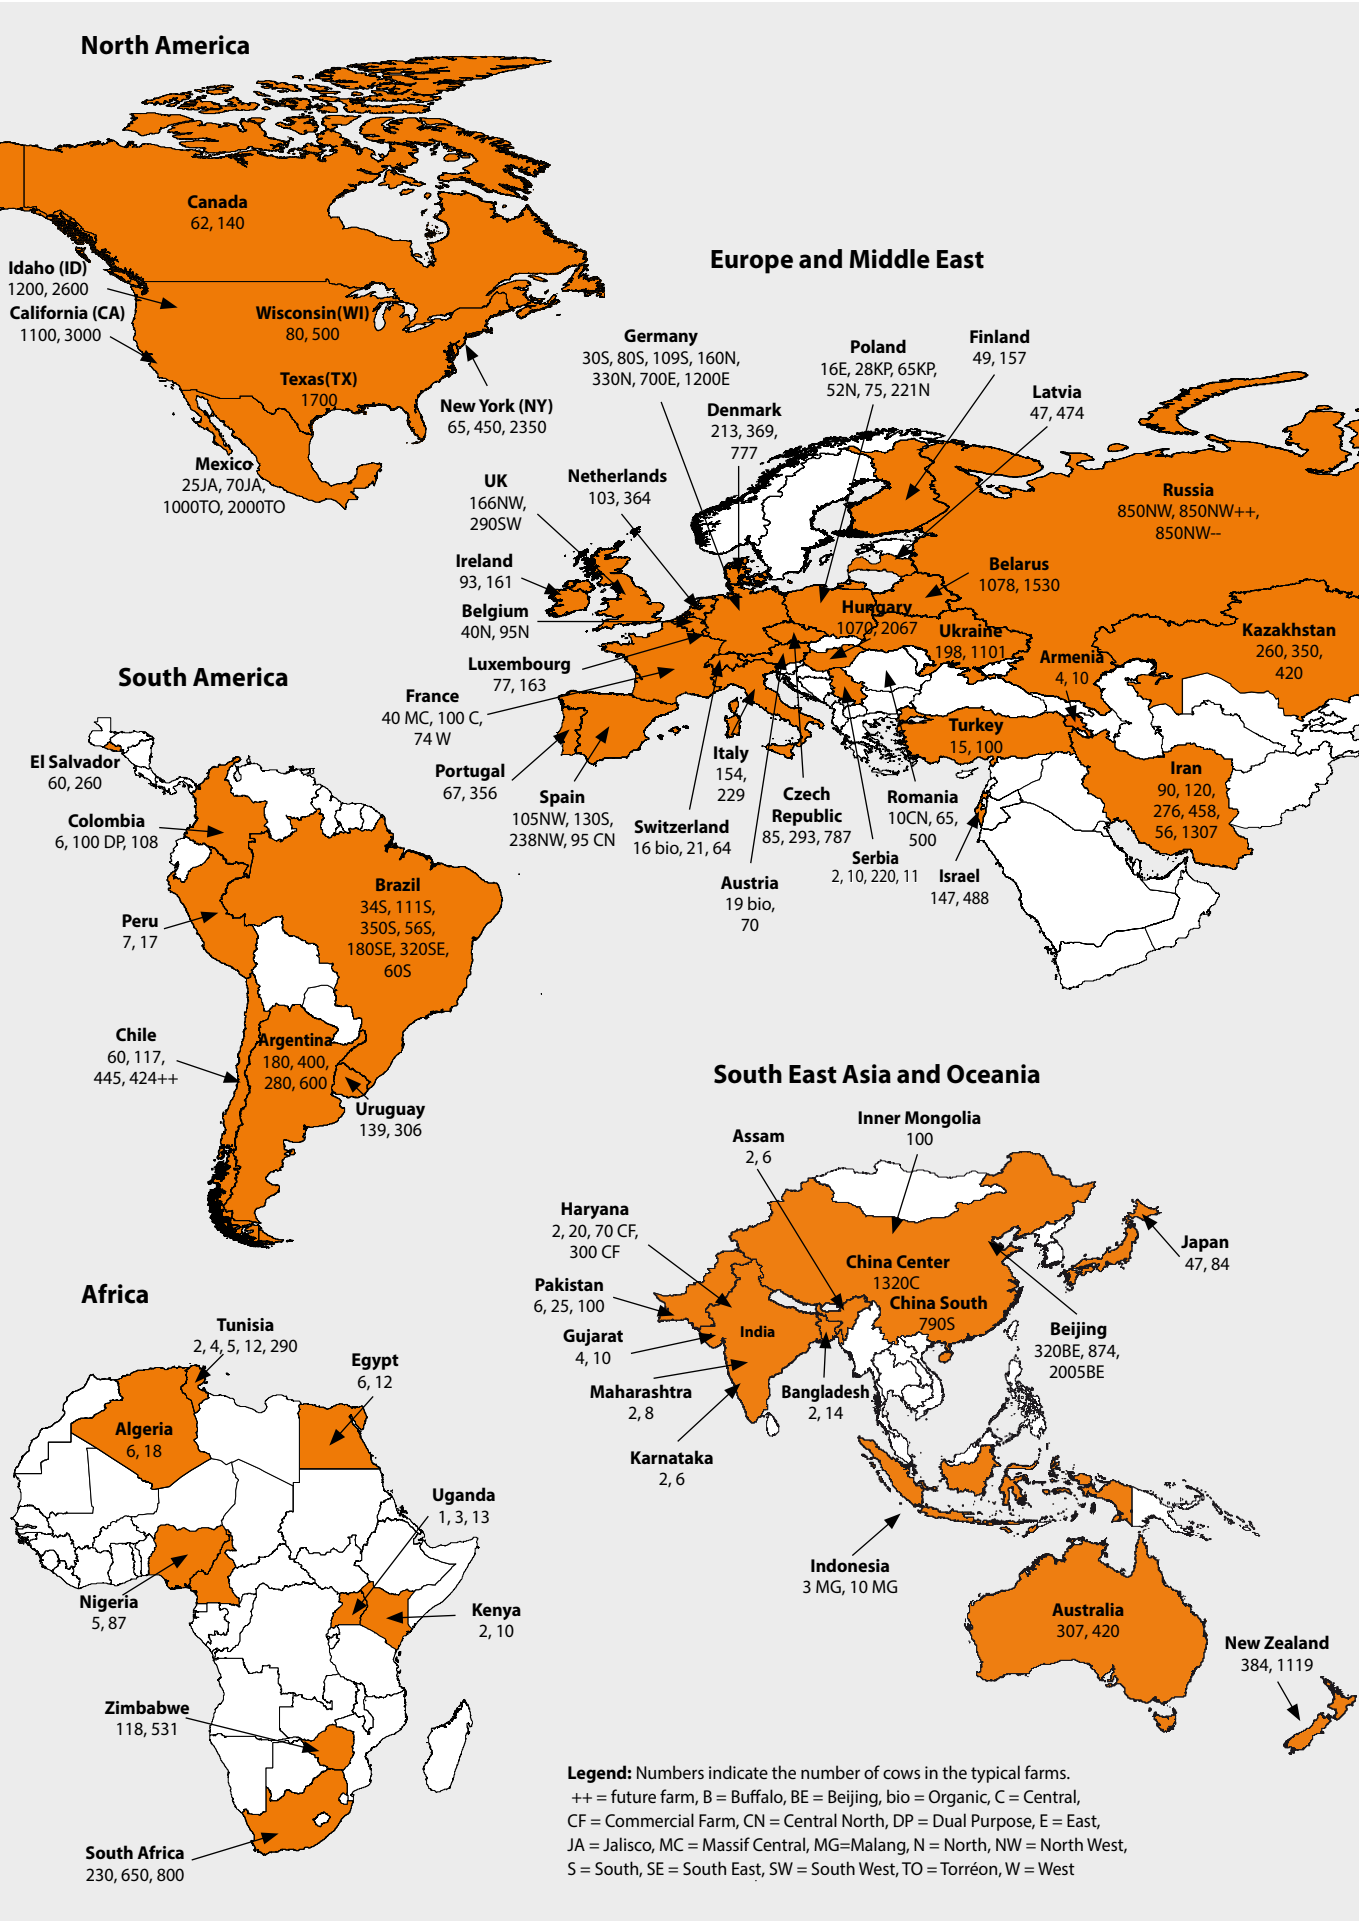 North America
Canada
62, 140
Idaho (ID)
1200, 2600
California (CA)
1100, 3000
Wisconsin(WI)
80, 500
Texas(TX)
1700
New York (NY)
65, 450, 2350
Mexico
25JA, 70JA,
1000TO, 2000TO
Europe and Middle East
Germany
30S, 80S, 109S, 160N,
330N, 700E, 1200E
Poland
16E, 28KP, 65KP,
52N, 75, 221N
Finland
49, 157
Latvia
47, 474
Denmark
213, 369,
777
Netherlands
103, 364
UK
166NW,
290SW
Ireland
93, 161
Belgium
40N, 95N
Luxembourg
77, 163
France
40 MC, 100 C,
74 W
Portugal
67, 356
Spain
105NW, 130S,
238NW, 95 CN
Switzerland
16 bio, 21, 64
Italy
154,
229
Austria
19 bio,
70
Czech
Republic
85, 293, 787
Serbia
2, 10, 220, 11
Romania
10CN, 65,
500
Israel
147, 488
Russia
850NW, 850NW++,
850NW--
Belarus
1078, 1530
Hungary
1070, 2067
Ukraine
198, 1101
Armenia
4, 10
Kazakhstan
260, 350,
420
Turkey
15, 100
Iran
90, 120,
276, 458,
56, 1307
South America
El Salvador
60, 260
Colombia
6, 100 DP, 108
Peru
7, 17
Brazil
34S, 111S,
350S, 56S,
180SE, 320SE,
60S
Chile
60, 117,
445, 424++
Argentina
180, 400,
280, 600
Uruguay
139, 306
South East Asia and Oceania
Inner Mongolia
100
Assam
2, 6
Haryana
2, 20, 70 CF,
300 CF
Pakistan
6, 25, 100
Gujarat
4, 10
Maharashtra
2, 8
Karnataka
2, 6
India
Bangladesh
2, 14
China Center
1320C
China South
790S
Beijing
320BE, 874,
2005BE
Japan
47, 84
Indonesia
3 MG, 10 MG
Australia
307, 420
New Zealand
384, 1119
Africa
Tunisia
2, 4, 5, 12, 290
Egypt
6, 12
Algeria
6, 18
Uganda
1, 3, 13
Nigeria
5, 87
Kenya
2, 10
Zimbabwe
118, 531
South Africa
230, 650, 800
Legend: Numbers indicate the number of cows in the typical farms.
++ = future farm, B = Buffalo, BE = Beijing, bio = Organic, C = Central,
CF = Commercial Farm, CN = Central North, DP = Dual Purpose, E = East,
JA = Jalisco, MC = Massif Central, MG=Malang, N = North, NW = North West,
S = South, SE = South East, SW = South West, TO = Torréon, W = West